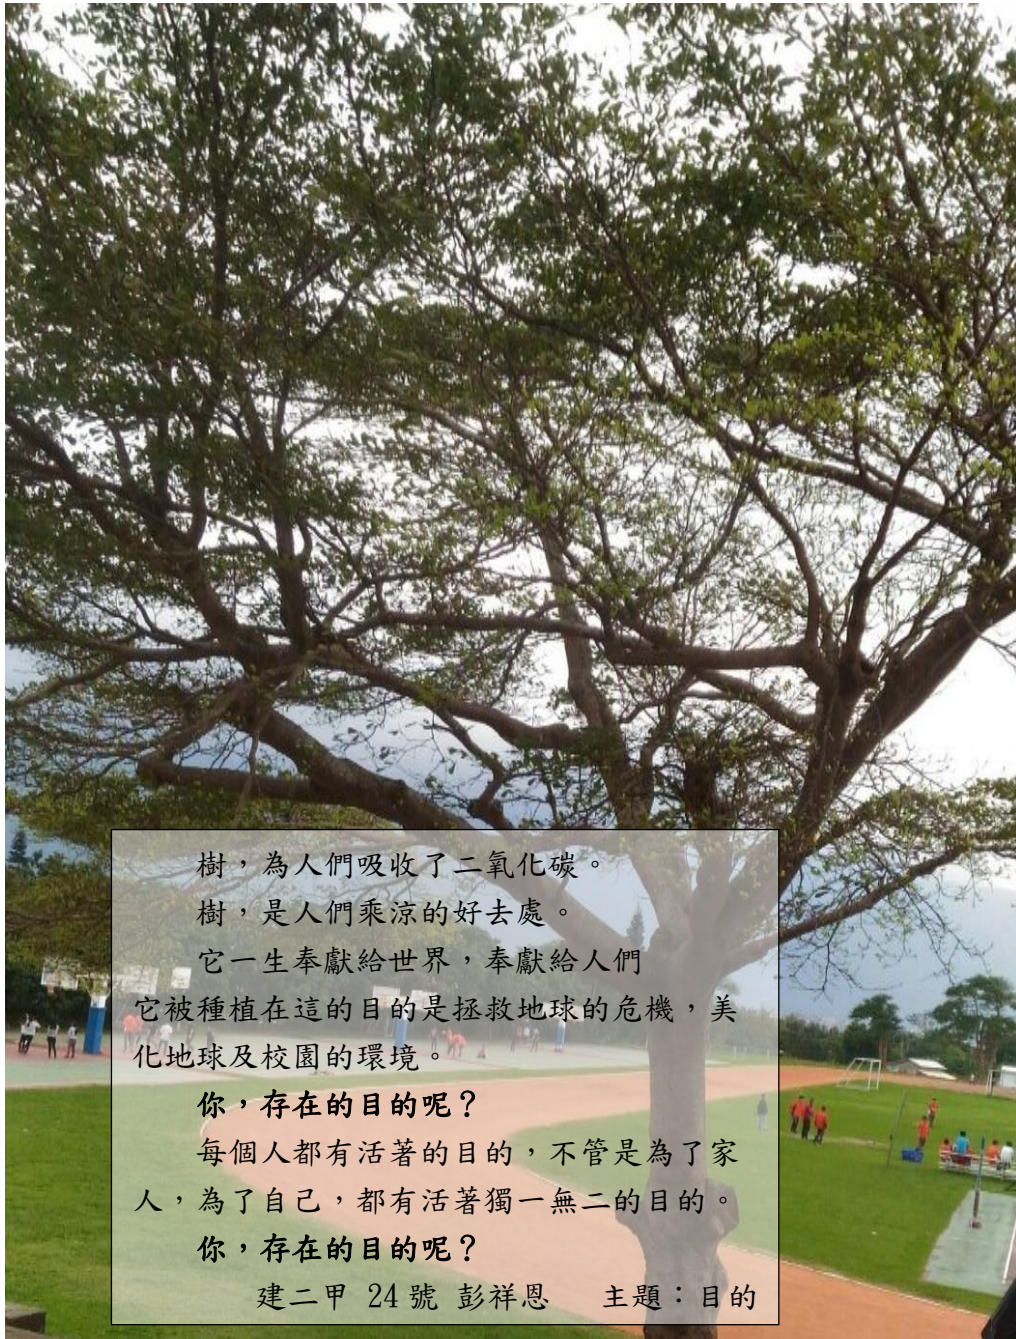 樹，為人們吸收了二氧化碳。
樹，是人們乘涼的好去處。
它一生奉獻給世界，奉獻給人們
它被種植在這的目的是拯救地球的危機，美
化地球及校園的環境。
你，存在的目的呢？
每個人都有活著的目的，不管是為了家
人，為了自己，都有活著獨一無二的目的。
你，存在的目的呢？
建二甲 24 號 彭祥恩 主題：目的